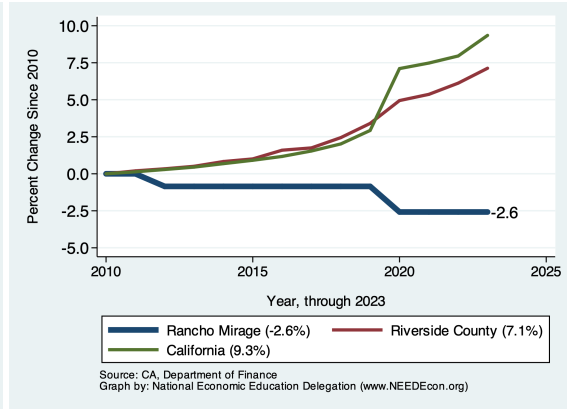 10.0
7.5
5.0
2.5
0.0
-2.5
-5.0
Percent Change Since 2010
-2.6
2010 2015 2020 2025
Year, through 2023
Rancho Mirage (-2.6%) Riverside County (7.1%)
California (9.3%)
Source: CA, Department of Finance
Graph by: National Economic Education Delegation (www.NEEDEcon.org)